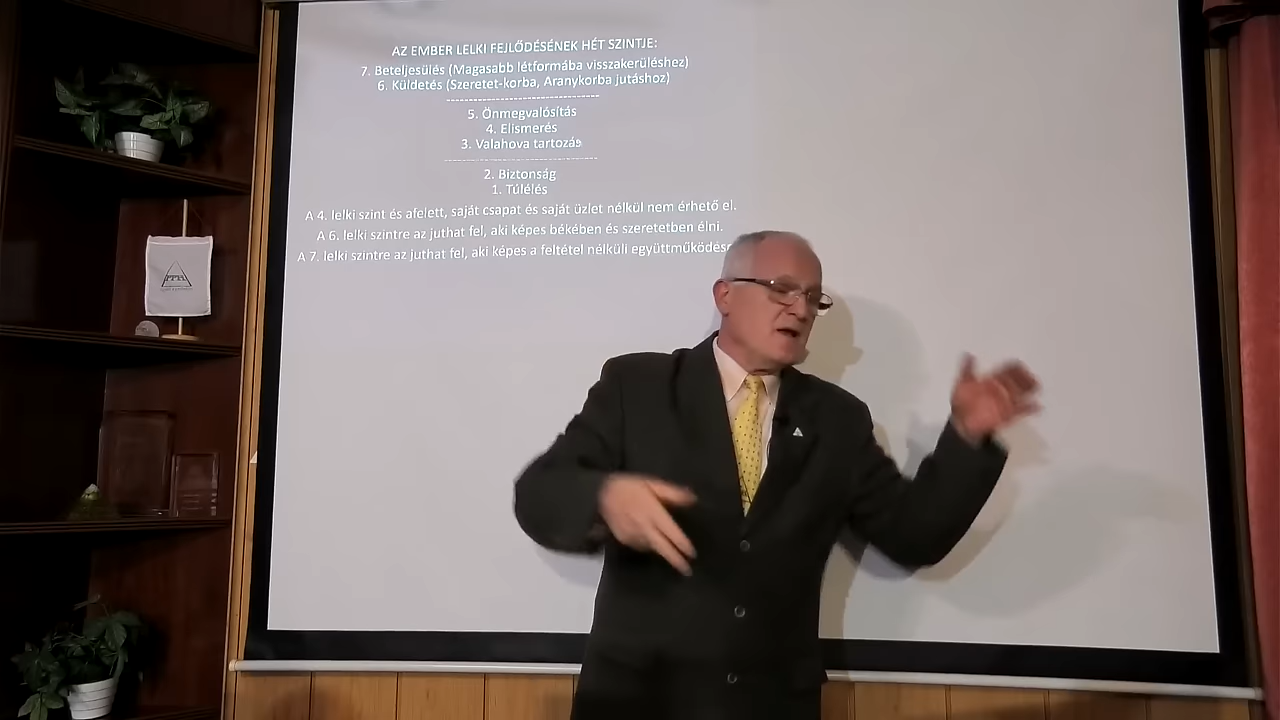 AZ EMBER LELKI FEJLŐDÉSÉNEK HÉT SZINTJE:
7. Beteljesülés (Magasabb létformába visszakerüléshez)
6. Küldetés (Szeretet-korba, Aranykorba jutáshoz)
--------------------------------
5. Önmegvalósítás
4. Elismerés
3. Valahova tartozás
--------------------------------
2. Biztonság
1. Túlélés
A 4. lelki szint és afelett, saját csapat és saját üzlet nélkül nem érhető el.
A 6. lelki szintre az juthat fel, aki képes békében és szeretetben élni.
A 7. lelki szintre az juthat fel, aki képes a feltétel nélküli